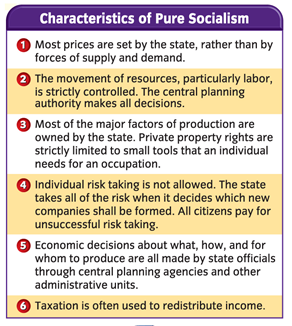 Characteristics of Pure Socialism
1 Most prices are set by the state, rather than by
forces of supply and demand.
2 The movement of resources, particularly labor,
is strictly controlled. The central planning
authority makes all decisions.
3 Most of the major factors of production are
owned by the state. Private property rights are
strictly limited to small tools that an individual
needs for an occupation.
4 Individual risk taking is not allowed. The state
takes all of the risk when it decides which new
companies shall be formed. All citizens pay for
unsuccessful risk taking.
5 Economic decisions about what, how, and for
whom to produce are all made by state officials
through central planning agencies and other
administrative units.
6 Taxation is often used to redistribute income.